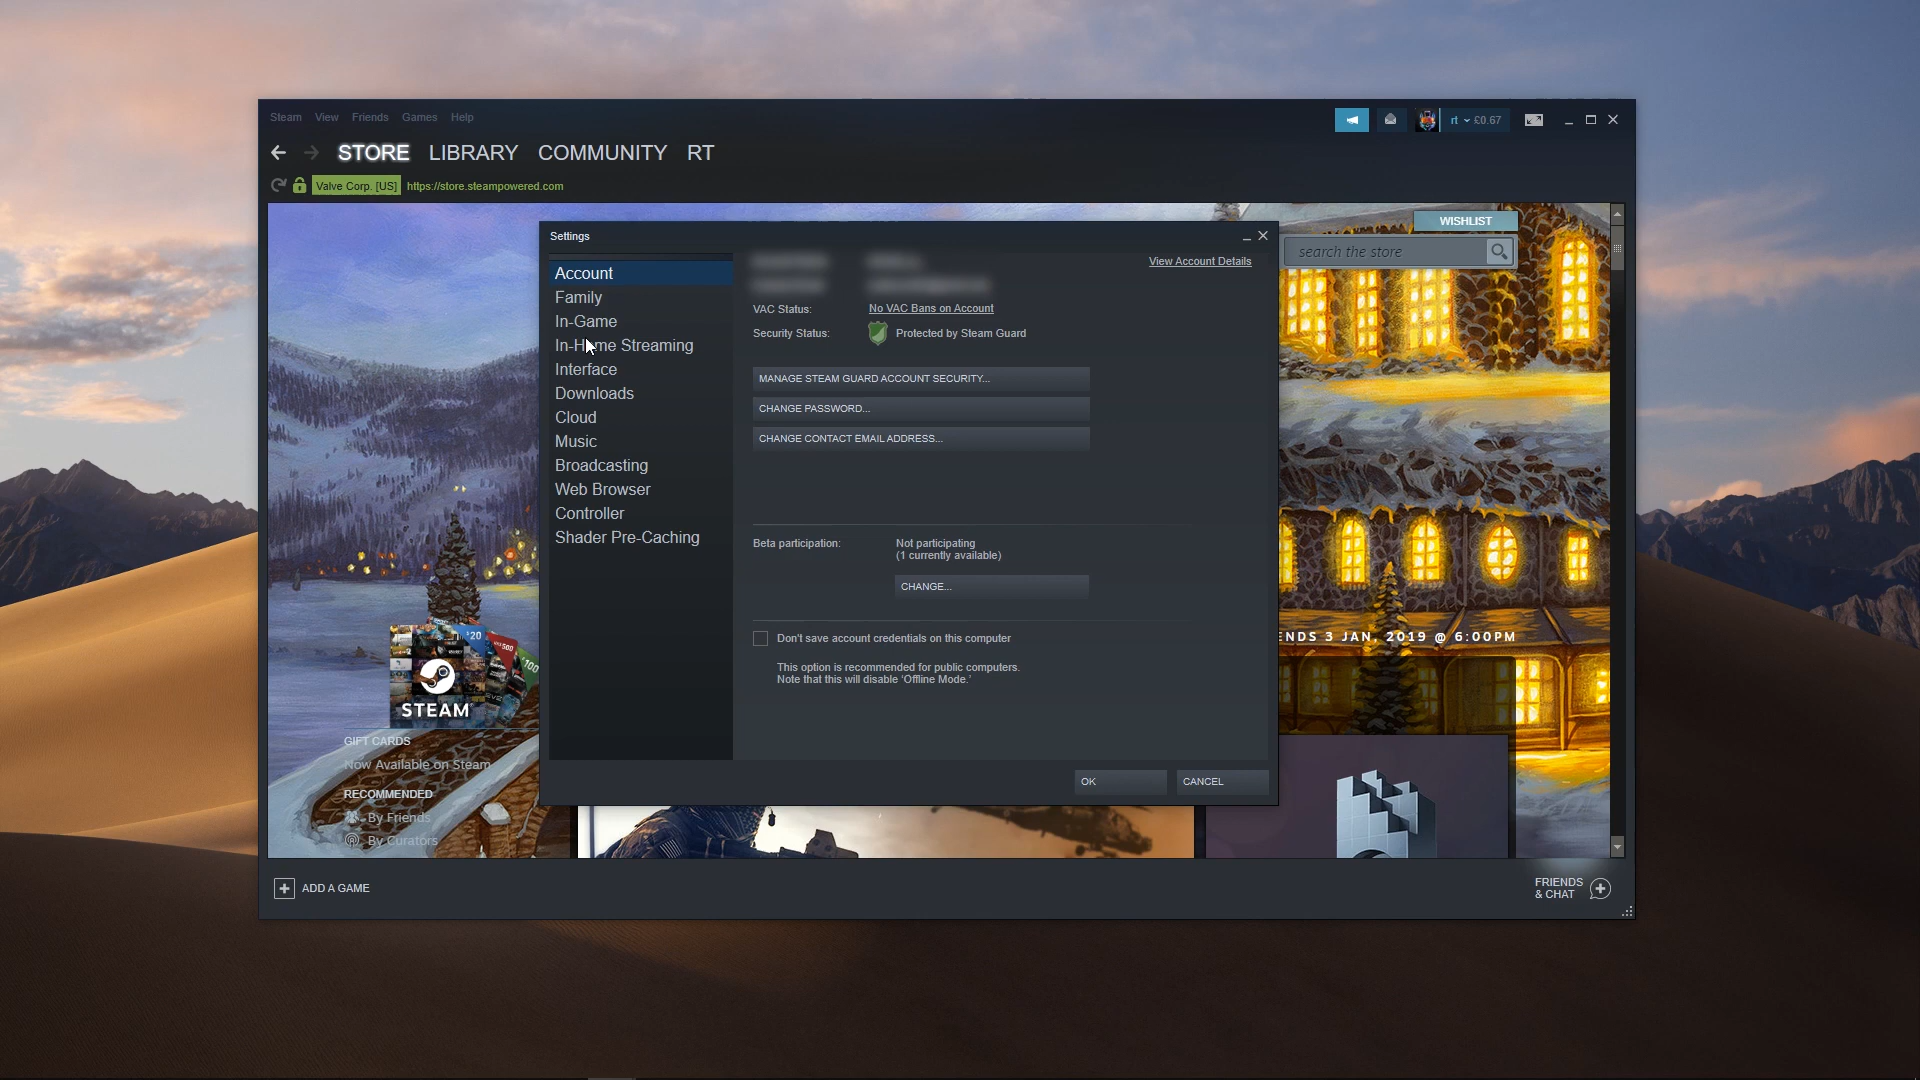 Steam View Friends Games Help
rt £0.67
STORE LIBRARY COMMUNITY RT
Valve Corp. [US] https://store.steampowered.com
WISHLIST
search the store
Settings
Account
Family
In-Game
In-Home Streaming
Interface
Downloads
Cloud
Music
Broadcasting
Web Browser
Controller
Shader Pre-Caching
View Account Details
VAC Status: No VAC Bans on Account
Security Status: Protected by Steam Guard
MANAGE STEAM GUARD ACCOUNT SECURITY...
CHANGE PASSWORD...
CHANGE CONTACT EMAIL ADDRESS...
Beta participation: Not participating
(1 currently available)
CHANGE...
Don't save account credentials on this computer
This option is recommended for public computers.
Note that this will disable 'Offline Mode.'
OK CANCEL
ENDS 3 JAN, 2019 @ 6:00PM
20
500
100
STEAM
GIFT CARDS
Now Available on Steam
RECOMMENDED
By Friends
By Curators
ADD A GAME
FRIENDS
& CHAT